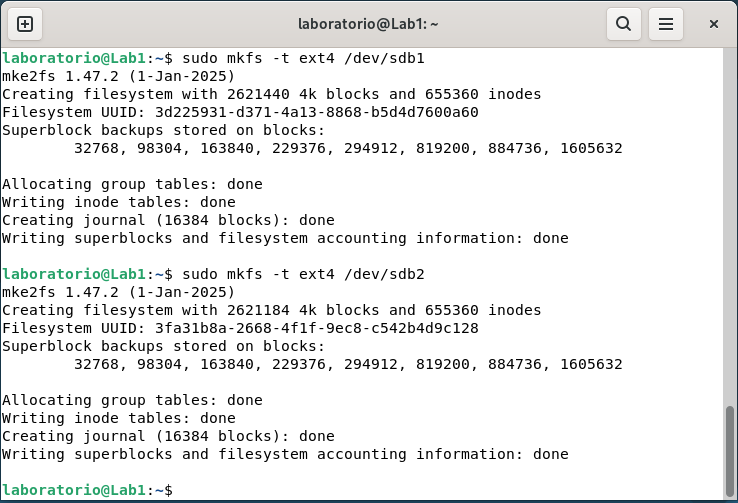 laboratorio@Lab1: ~
laboratorio@Lab1:~$ sudo mkfs -t ext4 /dev/sdb1
mke2fs 1.47.2 (1-Jan-2025)
Creating filesystem with 2621440 4k blocks and 655360 inodes
Filesystem UUID: 3d225931-d371-4a13-8868-b5d4d7600a60
Superblock backups stored on blocks:
        32768, 98304, 163840, 229376, 294912, 819200, 884736, 1605632

Allocating group tables: done
Writing inode tables: done
Creating journal (16384 blocks): done
Writing superblocks and filesystem accounting information: done

laboratorio@Lab1:~$ sudo mkfs -t ext4 /dev/sdb2
mke2fs 1.47.2 (1-Jan-2025)
Creating filesystem with 2621184 4k blocks and 655360 inodes
Filesystem UUID: 3fa31b8a-2668-4f1f-9ec8-c542b4d9c128
Superblock backups stored on blocks:
        32768, 98304, 163840, 229376, 294912, 819200, 884736, 1605632

Allocating group tables: done
Writing inode tables: done
Creating journal (16384 blocks): done
Writing superblocks and filesystem accounting information: done

laboratorio@Lab1:~$